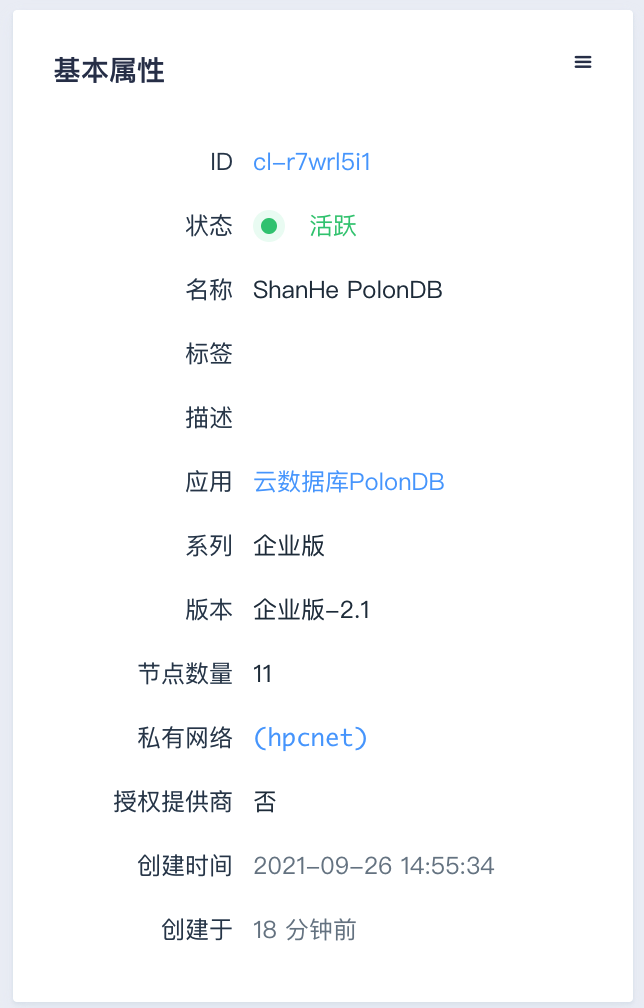 基本属性
ID cl-r7wrl5i1
状态 活跃
名称 ShanHe PolonDB
标签
描述
应用 云数据库PolonDB
系列 企业版
版本 企业版-2.1
节点数量 11
私有网络 (hpcnet)
授权提供商 否
创建时间 2021-09-26 14:55:34
创建于 18 分钟前